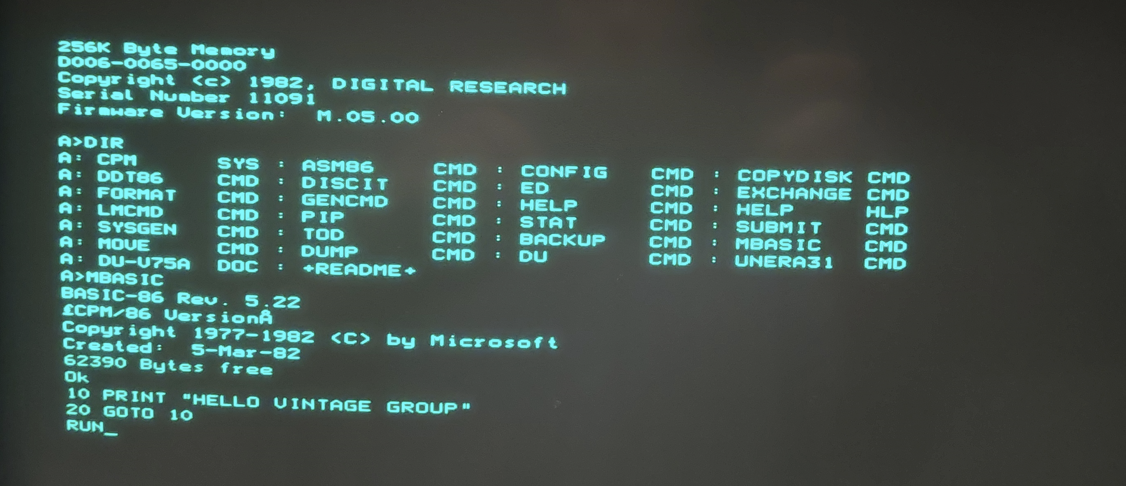 256K Byte Memory
D006-0065-0000
Copyright <c> 1982, DIGITAL RESEARCH
Serial Number 11091
Firmware Version: M.05.00
A>DIR
A: CPM SYS : ASM86 CMD : CONFIG CMD : COPYDISK CMD
A: DDT86 CMD : DISCIT CMD : ED CMD : EXCHANGE CMD
A: FORMAT CMD : GENCMD CMD : HELP CMD : HELP HLP
A: LMCMD CMD : PIP CMD : STAT CMD : SUBMIT CMD
A: SYSGEN CMD : TOD CMD : BACKUP CMD : MBASIC CMD
A: MOVE CMD : DUMP CMD : DU CMD : UNERA31 CMD
A: DU-V75A DOC : +README+
A>MBASIC
BASIC-86 Rev. 5.22
£CPM/86 VersionÅ
Copyright 1977-1982 <C> by Microsoft
Created: 5-Mar-82
62390 Bytes free
Ok
10 PRINT "HELLO VINTAGE GROUP"
20 GOTO 10
RUN_